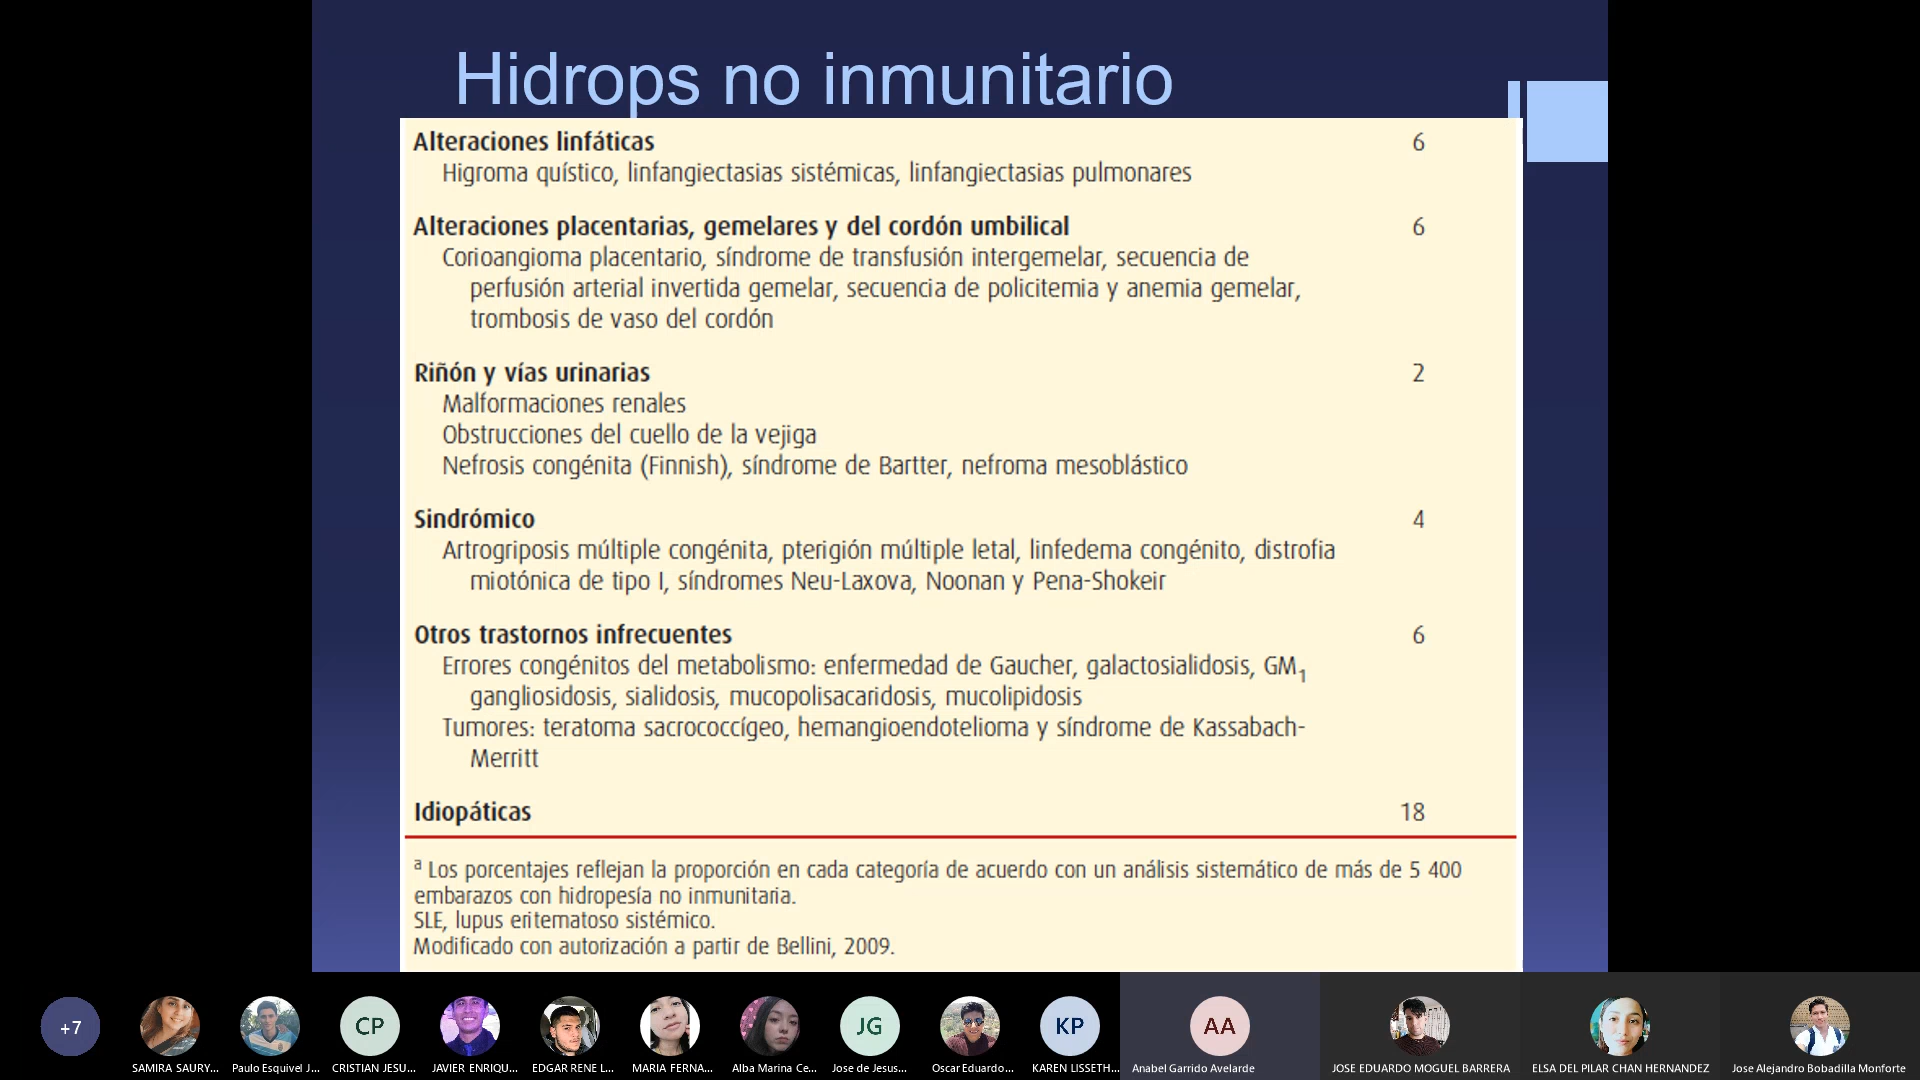 Hidrops no inmunitario
Alteraciones linfáticas 6
Higroma quístico, linfangiectasias sistémicas, linfangiectasias pulmonares
Alteraciones placentarias, gemelares y del cordón umbilical 6
Corioangioma placentario, síndrome de transfusión intergemelar, secuencia de
perfusión arterial invertida gemelar, secuencia de policitemia y anemia gemelar,
trombosis de vaso del cordón
Riñón y vías urinarias 2
Malformaciones renales
Obstrucciones del cuello de la vejiga
Nefrosis congénita (Finnish), síndrome de Bartter, nefroma mesoblástico
Sindrómico 4
Artrogriposis múltiple congénita, pterigión múltiple letal, linfedema congénito, distrofia
miotónica de tipo I, síndromes Neu-Laxova, Noonan y Pena-Shokeir
Otros trastornos infrecuentes 6
Errores congénitos del metabolismo: enfermedad de Gaucher, galactosialidosis, GM1
gangliosidosis, sialidosis, mucopolisacaridosis, mucolipidosis
Tumores: teratoma sacrococcígeo, hemangioendotelioma y síndrome de Kassabach-
Merritt
Idiopáticas 18
a Los porcentajes reflejan la proporción en cada categoría de acuerdo con un análisis sistemático de más de 5 400
embarazos con hidropesía no inmunitaria.
SLE, lupus eritematoso sistémico.
Modificado con autorización a partir de Bellini, 2009.
+7 CP JG KP AA
SAMIRA SAURY... Paulo Esquivel J... CRISTIAN JESU... JAVIER ENRIQU... EDGAR RENE L... MARIA FERNA... Alba Marina Ce... Jose de Jesus... Oscar Eduardo... KAREN LISSETH... Anabel Garrido Avelarde JOSE EDUARDO MOGUEL BARRERA ELSA DEL PILAR CHAN HERNANDEZ Jose Alejandro Bobadilla Monforte